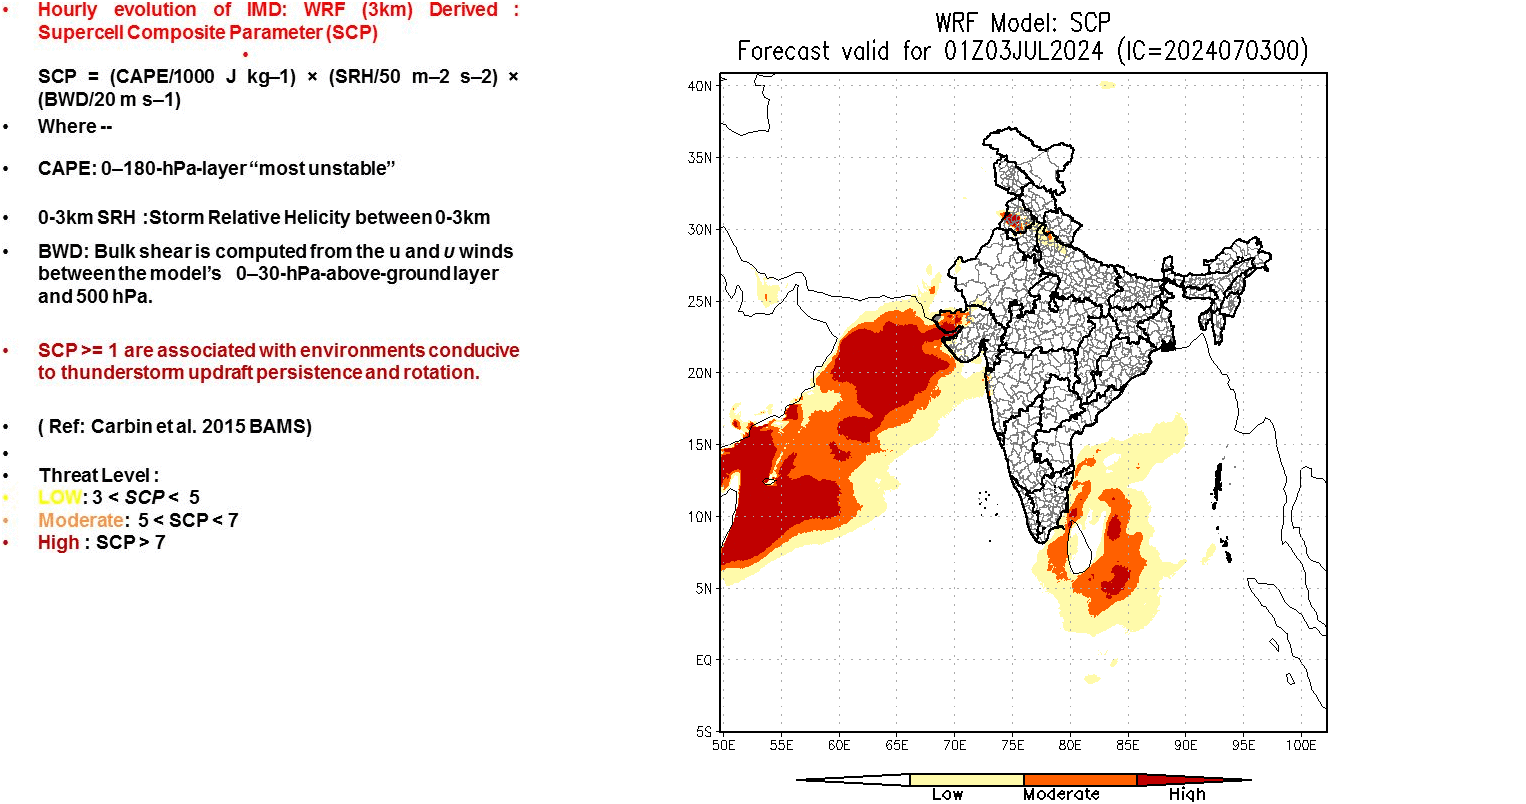 • Hourly evolution of IMD: WRF (3km) Derived :
Supercell Composite Parameter (SCP)
•
SCP = (CAPE/1000 J kg–1) × (SRH/50 m–2 s–2) ×
(BWD/20 m s–1)
• Where --
• CAPE: 0–180-hPa-layer “most unstable”
• 0-3km SRH :Storm Relative Helicity between 0-3km
• BWD: Bulk shear is computed from the u and υ winds
between the model’s 0–30-hPa-above-ground layer
and 500 hPa.
• SCP >= 1 are associated with environments conducive
to thunderstorm updraft persistence and rotation.
• ( Ref: Carbin et al. 2015 BAMS)
•
• Threat Level :
• LOW: 3 < SCP < 5
• Moderate: 5 < SCP < 7
• High : SCP > 7
WRF Model: SCP
Forecast valid for 01Z03JUL2024 (IC=2024070300)
40N
35N
30N
25N
20N
15N
10N
5N
EQ
5S
50E 55E 60E 65E 70E 75E 80E 85E 90E 95E 100E
Low Moderate High